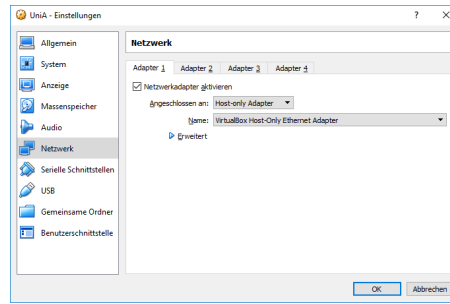 UniA - Einstellungen
?
Allgemein
System
Anzeige
Massenspeicher
Audio
Netzwerk
Serielle Schnittstellen
USB
Gemeinsame Ordner
Benutzerschnittstelle
Netzwerk
Adapter 1 Adapter 2 Adapter 3 Adapter 4
Netzwerkadapter aktivieren
Angeschlossen an: Host-only Adapter
Name: VirtualBox Host-Only Ethernet Adapter
Erweitert
OK Abbrechen